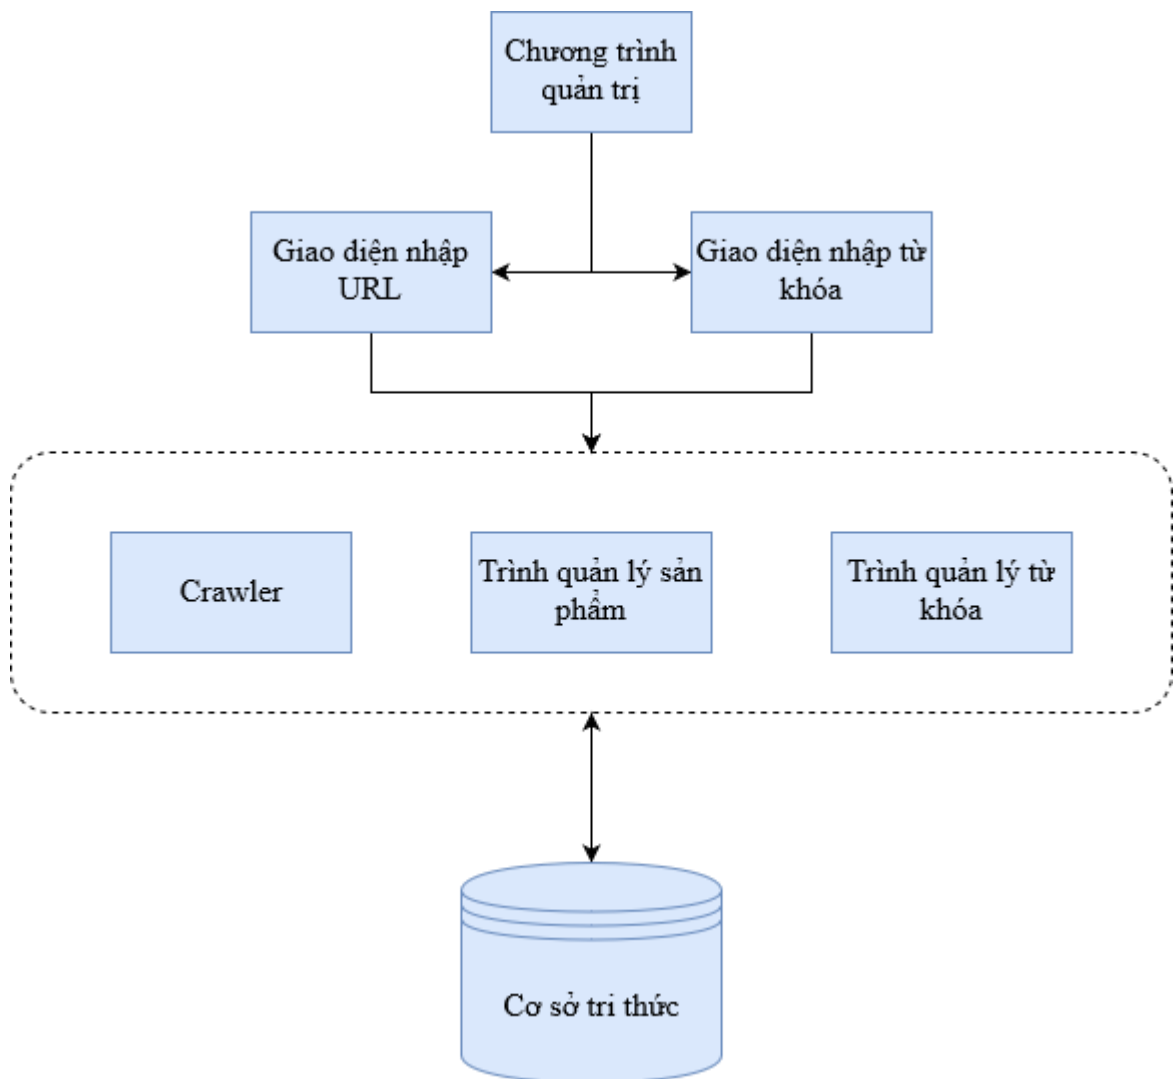 Chương trình
quản trị
Giao diện nhập
URL
Giao diện nhập từ
khóa
Crawler
Trình quản lý sản
phẩm
Trình quản lý từ
khóa
Cơ sở tri thức